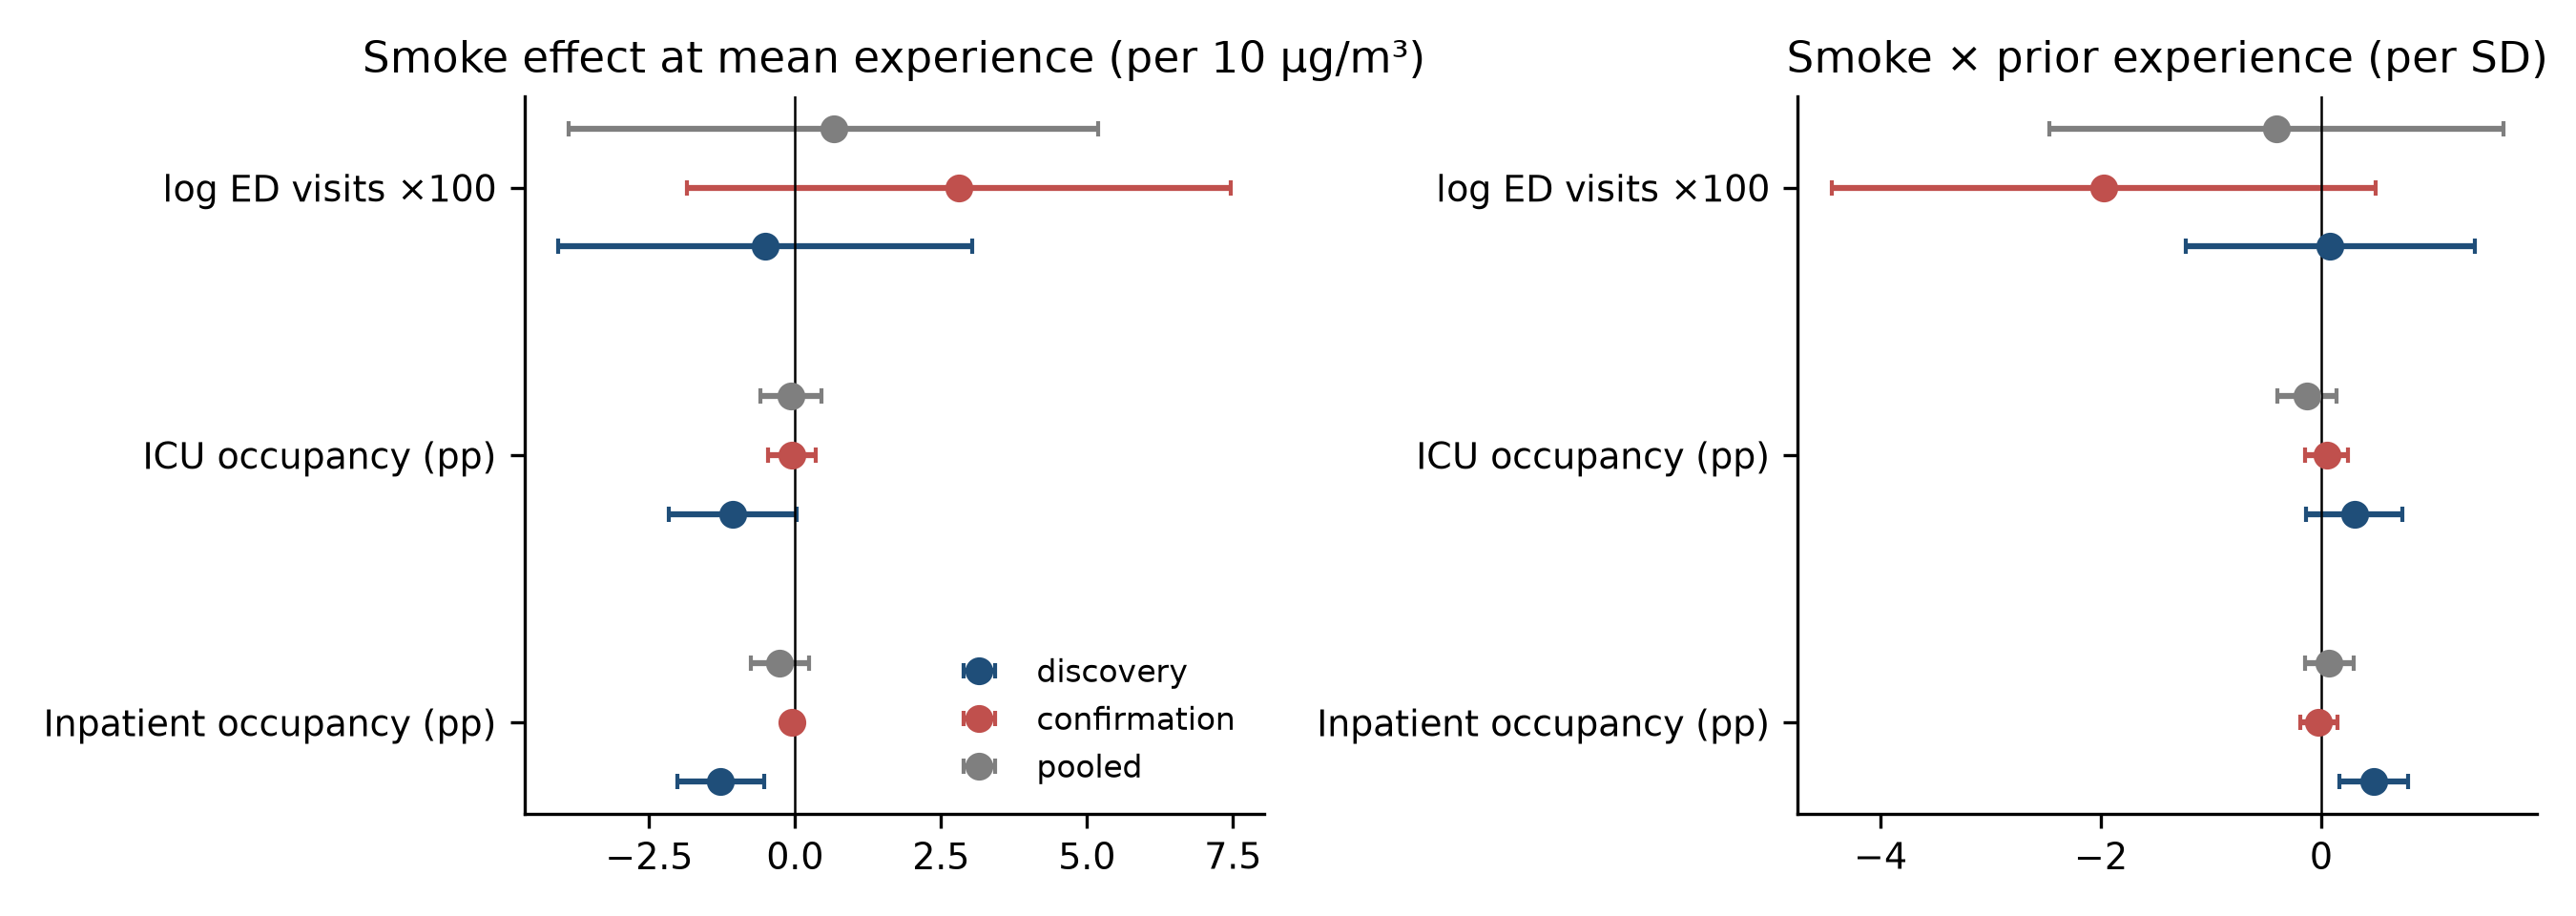 Smoke effect at mean experience (per 10 µg/m³)
log ED visits ×100
ICU occupancy (pp)
Inpatient occupancy (pp)
discovery
confirmation
pooled
−2.5 0.0 2.5 5.0 7.5
Smoke × prior experience (per SD)
log ED visits ×100
ICU occupancy (pp)
Inpatient occupancy (pp)
−4 −2 0